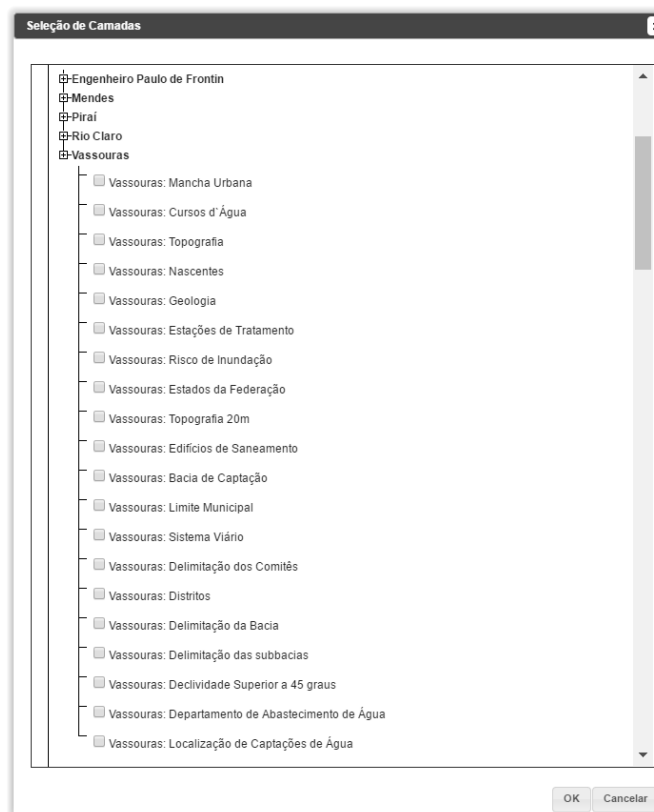 Seleção de Camadas
Engenheiro Paulo de Frontin
Mendes
Piraí
Rio Claro
Vassouras
Vassouras: Mancha Urbana
Vassouras: Cursos d`Água
Vassouras: Topografia
Vassouras: Nascentes
Vassouras: Geologia
Vassouras: Estações de Tratamento
Vassouras: Risco de Inundação
Vassouras: Estados da Federação
Vassouras: Topografia 20m
Vassouras: Edifícios de Saneamento
Vassouras: Bacia de Captação
Vassouras: Limite Municipal
Vassouras: Sistema Viário
Vassouras: Delimitação dos Comitês
Vassouras: Distritos
Vassouras: Delimitação da Bacia
Vassouras: Delimitação das subbacias
Vassouras: Declividade Superior a 45 graus
Vassouras: Departamento de Abastecimento de Água
Vassouras: Localização de Captações de Água
OK Cancelar